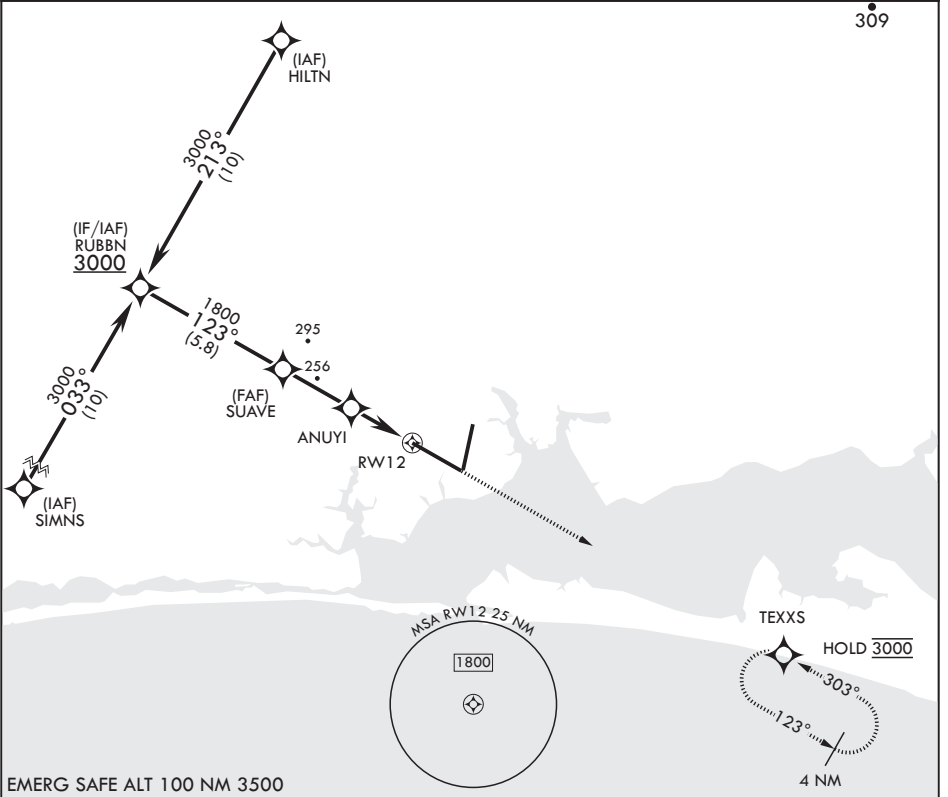 309
(IAF)
HILTN
3000
213°
(10)
(IF/IAF)
RUBBN
3000
1800
123°
(5.8)
295
256
(FAF)
SUAVE
ANUYI
RW12
3000
033°
(10)
(IAF)
SIMNS
MSA RW12 25 NM
1800
TEXXS
HOLD 3000
303°
123°
4 NM
EMERG SAFE ALT 100 NM 3500